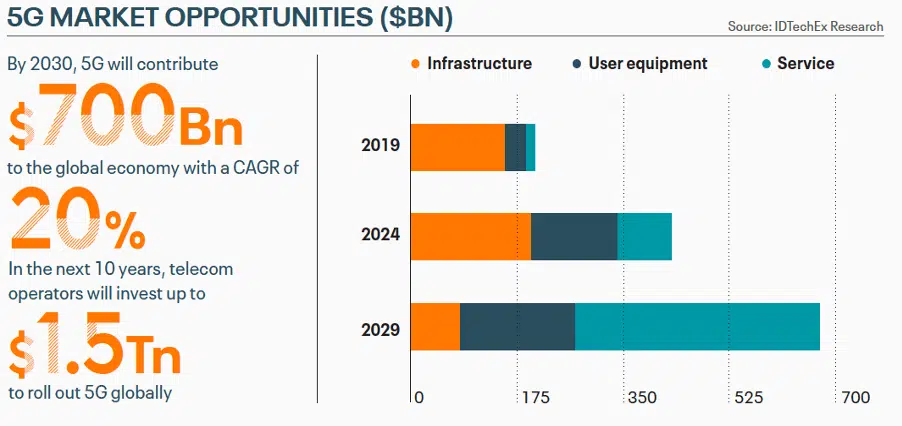 5G MARKET OPPORTUNITIES ($BN)
Source: IDTechEx Research
By 2030, 5G will contribute
$700Bn
to the global economy with a CAGR of
20%
In the next 10 years, telecom
operators will invest up to
$1.5Tn
to roll out 5G globally
Infrastructure User equipment Service
2019
2024
2029
0 175 350 525 700